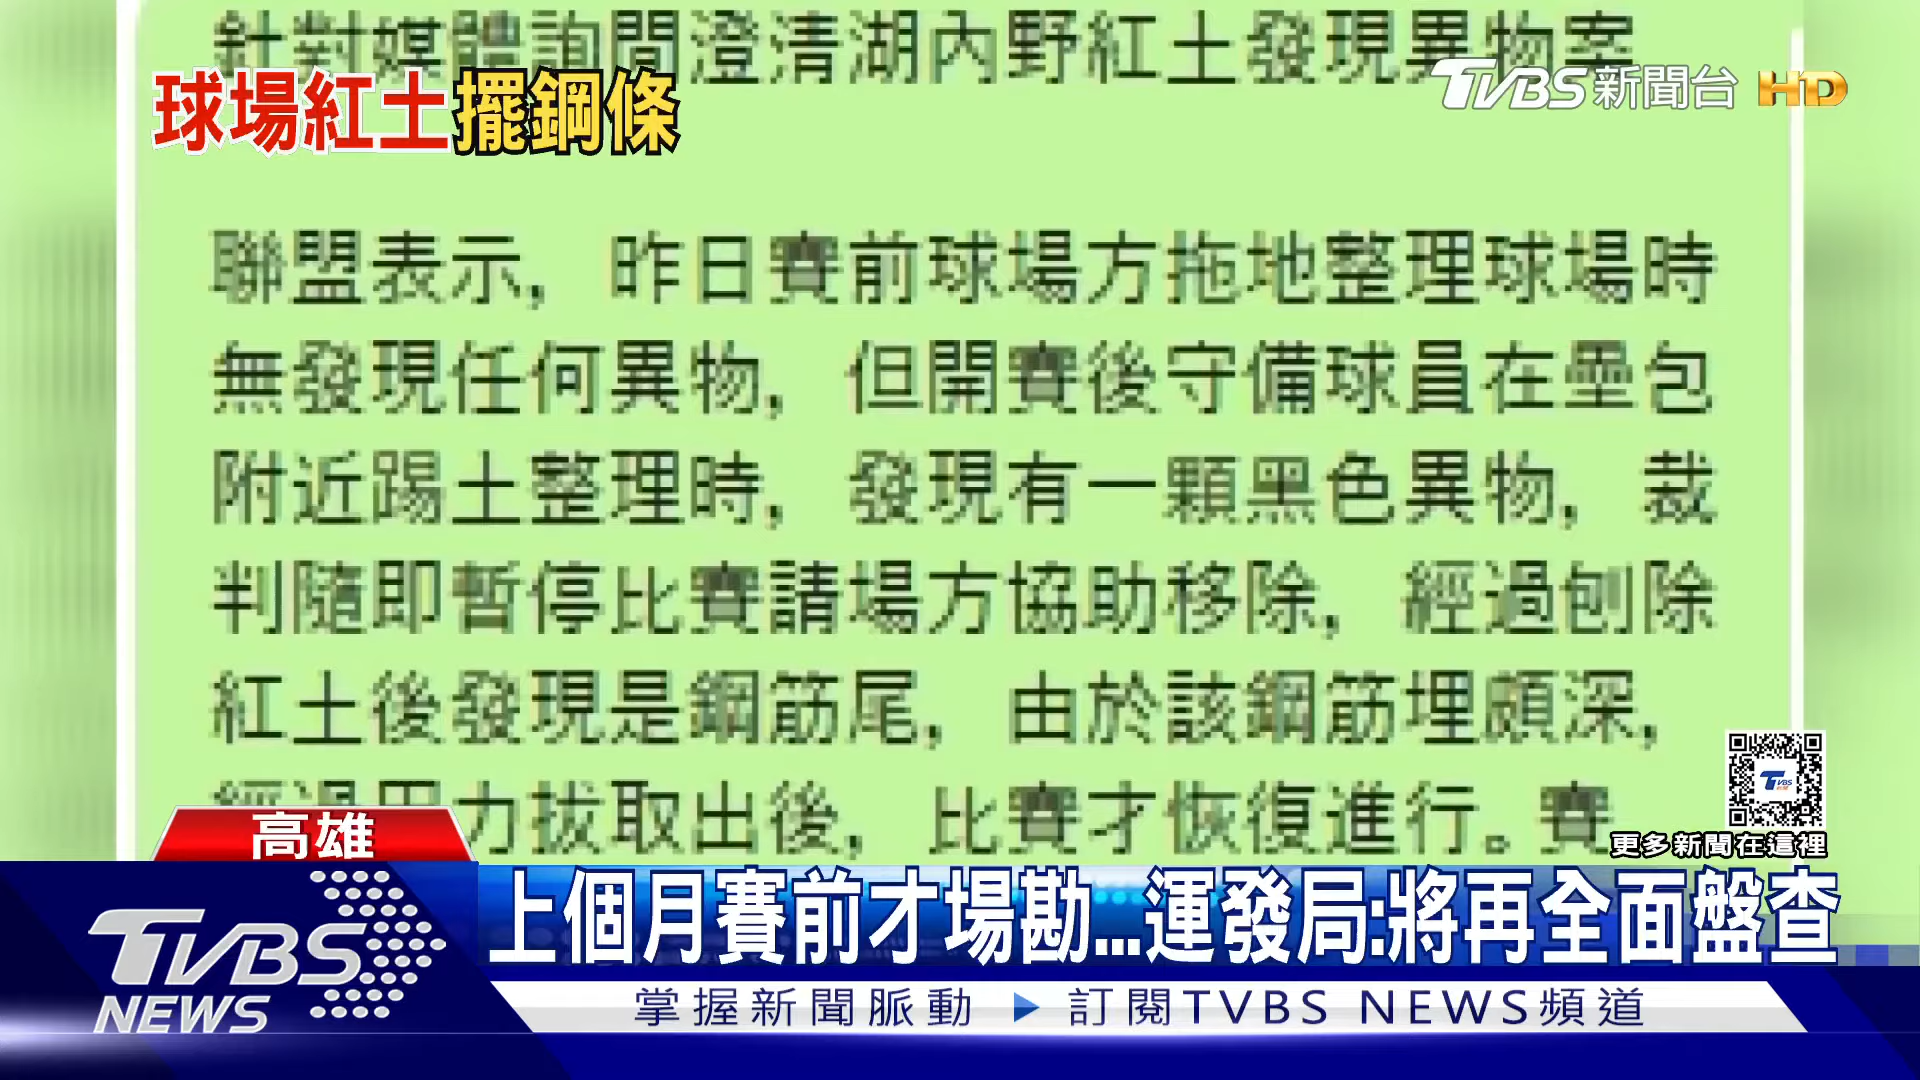 針對媒體詢問澄清湖內野紅土發現異物案
球場紅土擺鋼條
TVBS新聞台 HD
聯盟表示，昨日賽前球場方拖地整理球場時
無發現任何異物，但開賽後守備球員在壘包
附近踢土整理時，發現有一顆黑色異物，裁
判隨即暫停比賽請場方協助移除，經過刨除
紅土後發現是鋼筋尾，由於該鋼筋埋頗深，
經過用力拔取出後，比賽才恢復進行。賽
TVBS
更多新聞在這裡
高雄
上個月賽前才場勘...運發局:將再全面盤查
TVBS NEWS
掌握新聞脈動 ▶ 訂閱TVBS NEWS頻道